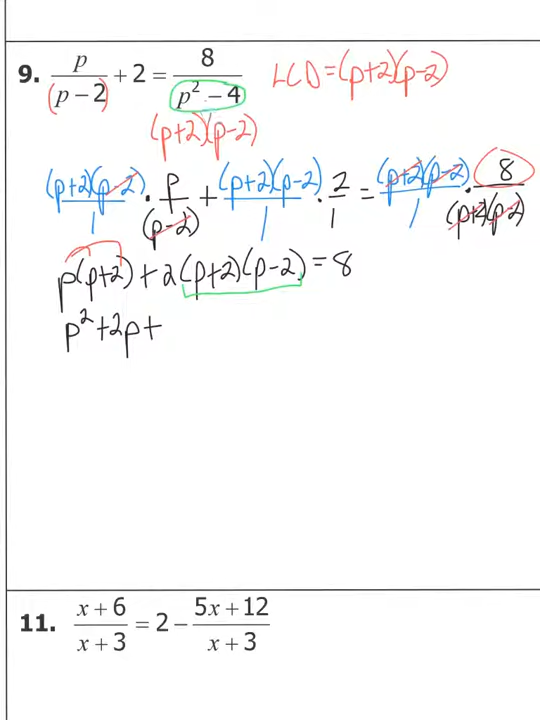 9. p/(p − 2) + 2 = 8/(p² − 4) LCD = (p+2)(p−2)
(p+2)(p−2)
(p+2)(p−2)/1 · p/(p−2) + (p+2)(p−2)/1 · 2/1 = (p+2)(p−2)/1 · 8/(p+2)(p−2)
p(p+2) + 2(p+2)(p−2) = 8
p² + 2p +
11. (x + 6)/(x + 3) = 2 − (5x + 12)/(x + 3)